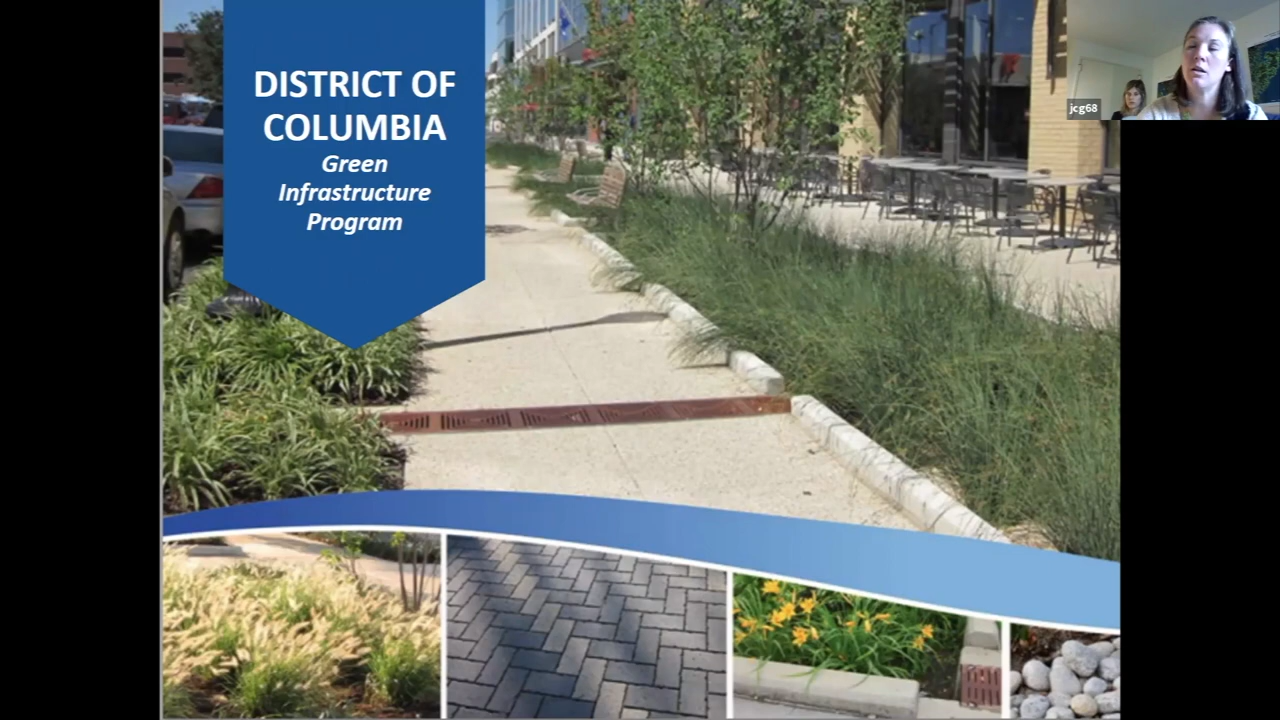 DISTRICT OF
COLUMBIA
Green
Infrastructure
Program
jcg68